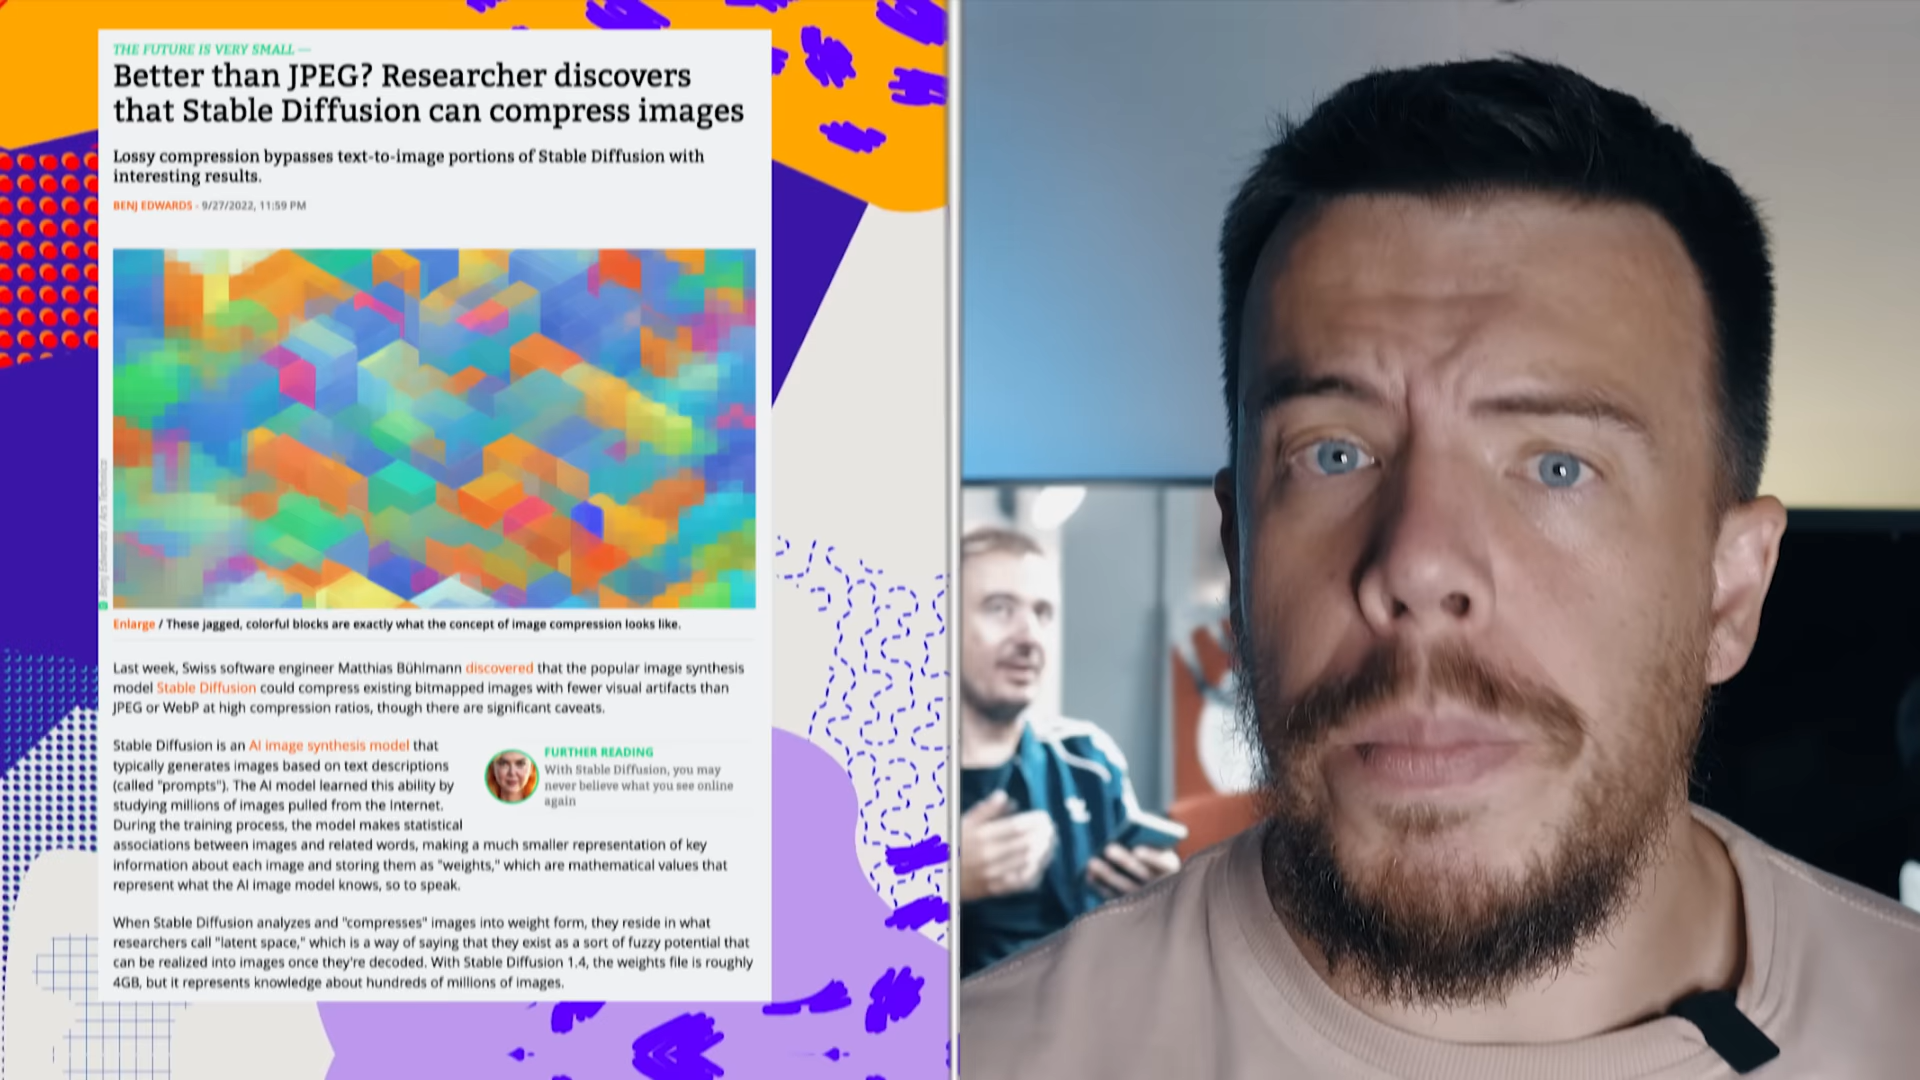 THE FUTURE IS VERY SMALL —
Better than JPEG? Researcher discovers
that Stable Diffusion can compress images
Lossy compression bypasses text-to-image portions of Stable Diffusion with
interesting results.
BENJ EDWARDS - 9/27/2022, 11:59 PM
Benj Edwards / Ars Technica
Enlarge / These jagged, colorful blocks are exactly what the concept of image compression looks like.
Last week, Swiss software engineer Matthias Bühlmann discovered that the popular image synthesis
model Stable Diffusion could compress existing bitmapped images with fewer visual artifacts than
JPEG or WebP at high compression ratios, though there are significant caveats.
Stable Diffusion is an AI image synthesis model that
typically generates images based on text descriptions
(called "prompts"). The AI model learned this ability by
studying millions of images pulled from the Internet.
During the training process, the model makes statistical
associations between images and related words, making a much smaller representation of key
information about each image and storing them as "weights," which are mathematical values that
represent what the AI image model knows, so to speak.
FURTHER READING
With Stable Diffusion, you may
never believe what you see online
again
When Stable Diffusion analyzes and "compresses" images into weight form, they reside in what
researchers call "latent space," which is a way of saying that they exist as a sort of fuzzy potential that
can be realized into images once they're decoded. With Stable Diffusion 1.4, the weights file is roughly
4GB, but it represents knowledge about hundreds of millions of images.